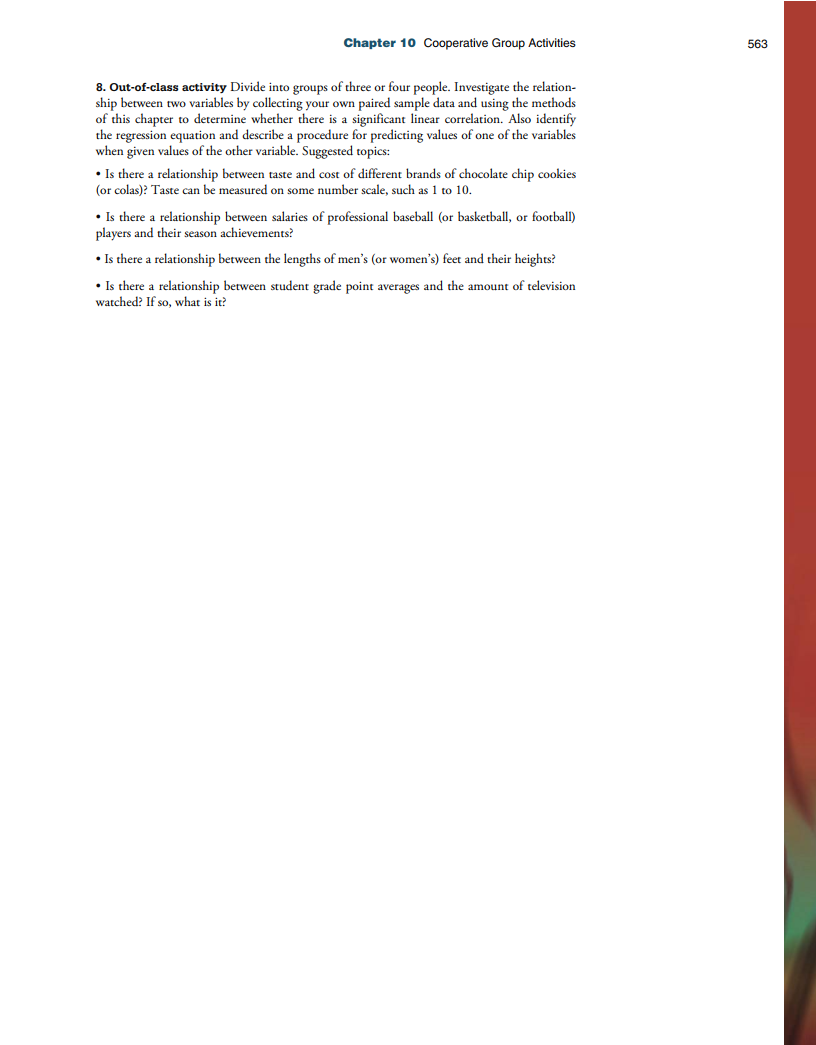 Chapter 10 Cooperative Group Activities 563
8. Out-of-class activity Divide into groups of three or four people. Investigate the relation-
ship between two variables by collecting your own paired sample data and using the methods
of this chapter to determine whether there is a significant linear correlation. Also identify
the regression equation and describe a procedure for predicting values of one of the variables
when given values of the other variable. Suggested topics:
• Is there a relationship between taste and cost of different brands of chocolate chip cookies
(or colas)? Taste can be measured on some number scale, such as 1 to 10.
• Is there a relationship between salaries of professional baseball (or basketball, or football)
players and their season achievements?
• Is there a relationship between the lengths of men's (or women's) feet and their heights?
• Is there a relationship between student grade point averages and the amount of television
watched? If so, what is it?